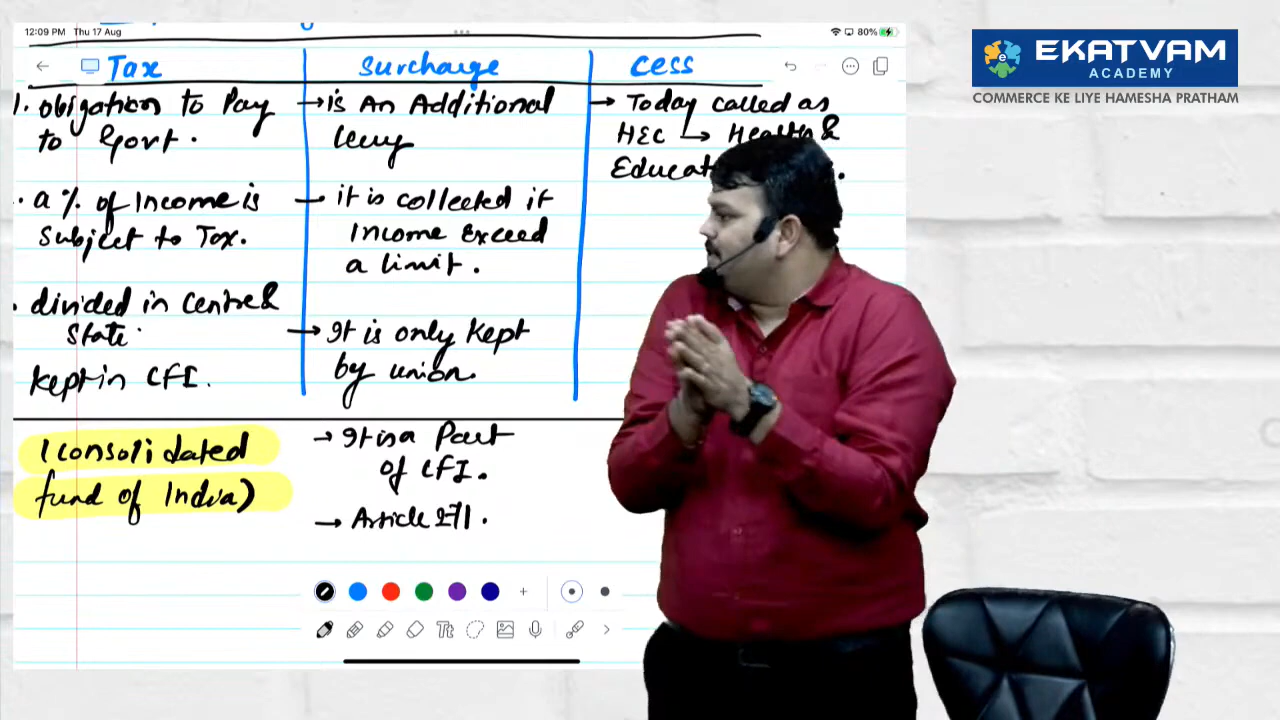 12:09 PM Thu 17 Aug
80%
EKATVAM
ACADEMY
COMMERCE KE LIYE HAMESHA PRATHAM
Tax
1. obligation to Pay
to Govt.
. a % of Income is
subject to Tax.
. divided in Centre &
State
Kept in CFI.
(Consolidated
fund of India)
Surcharge
→ is An Additional
levy
— it is collected if
Income Exceed
a limit.
→ It is only Kept
by union.
→ It is a Part
of CFI.
→ Article 271.
Cess
→ Today called as
HEC → Health &
Tt